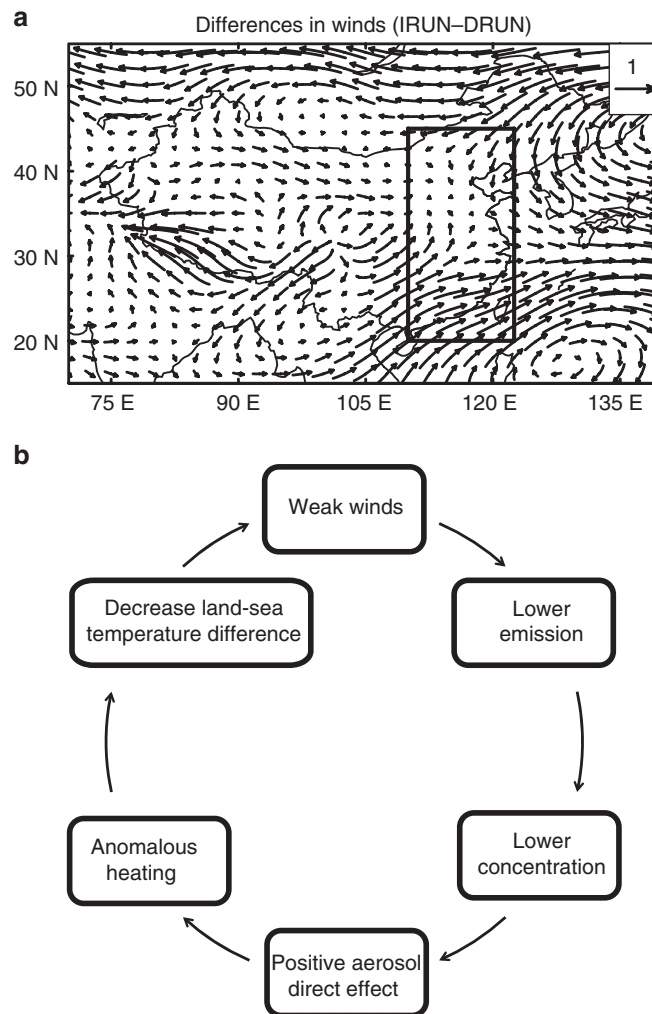 a
Differences in winds (IRUN–DRUN)
1
50 N
40 N
30 N
20 N
75 E
90 E
105 E
120 E
135 E
b
Weak winds
Lower
emission
Lower
concentration
Positive aerosol
direct effect
Anomalous
heating
Decrease land-sea
temperature difference